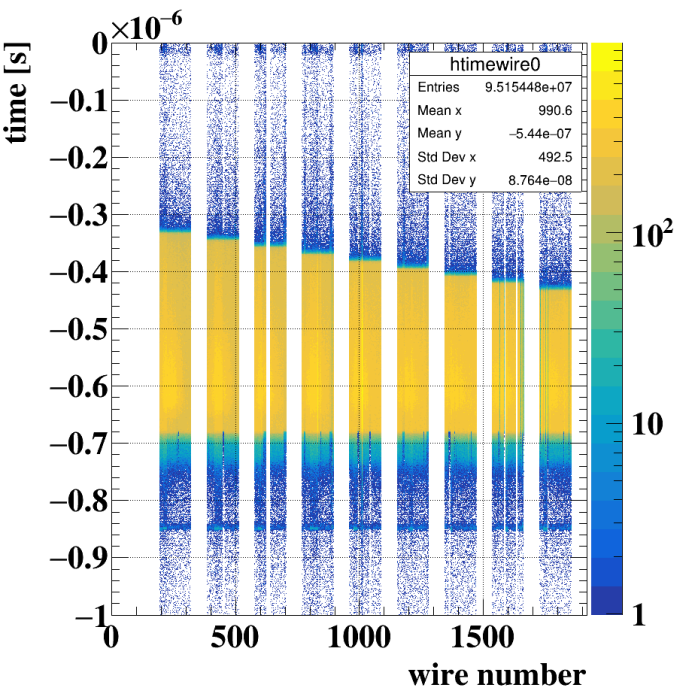 ×10⁻⁶
time [s]
0
−0.1
−0.2
−0.3
−0.4
−0.5
−0.6
−0.7
−0.8
−0.9
−1
htimewire0
Entries 9.515448e+07
Mean x 990.6
Mean y −5.44e−07
Std Dev x 492.5
Std Dev y 8.764e−08
10²
10
1
0 500 1000 1500
wire number